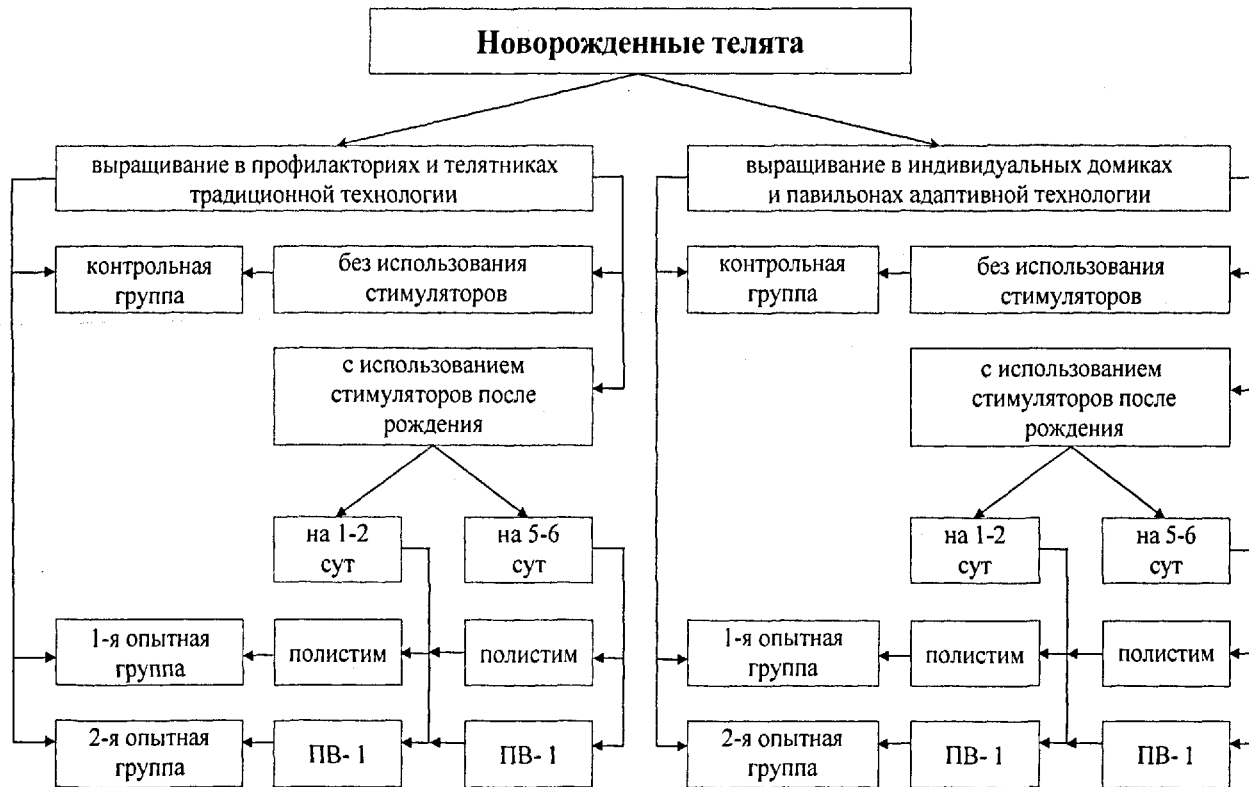 Новорожденные телята
выращивание в профилакториях и телятниках
традиционной технологии
контрольная
группа
без использования
стимуляторов
с использованием
стимуляторов после
рождения
на 1-2
сут
на 5-6
сут
1-я опытная
группа
полистим
полистим
2-я опытная
группа
ПВ- 1
ПВ- 1
выращивание в индивидуальных домиках
и павильонах адаптивной технологии
контрольная
группа
без использования
стимуляторов
с использованием
стимуляторов после
рождения
на 1-2
сут
на 5-6
сут
1-я опытная
группа
полистим
полистим
2-я опытная
группа
ПВ- 1
ПВ- 1